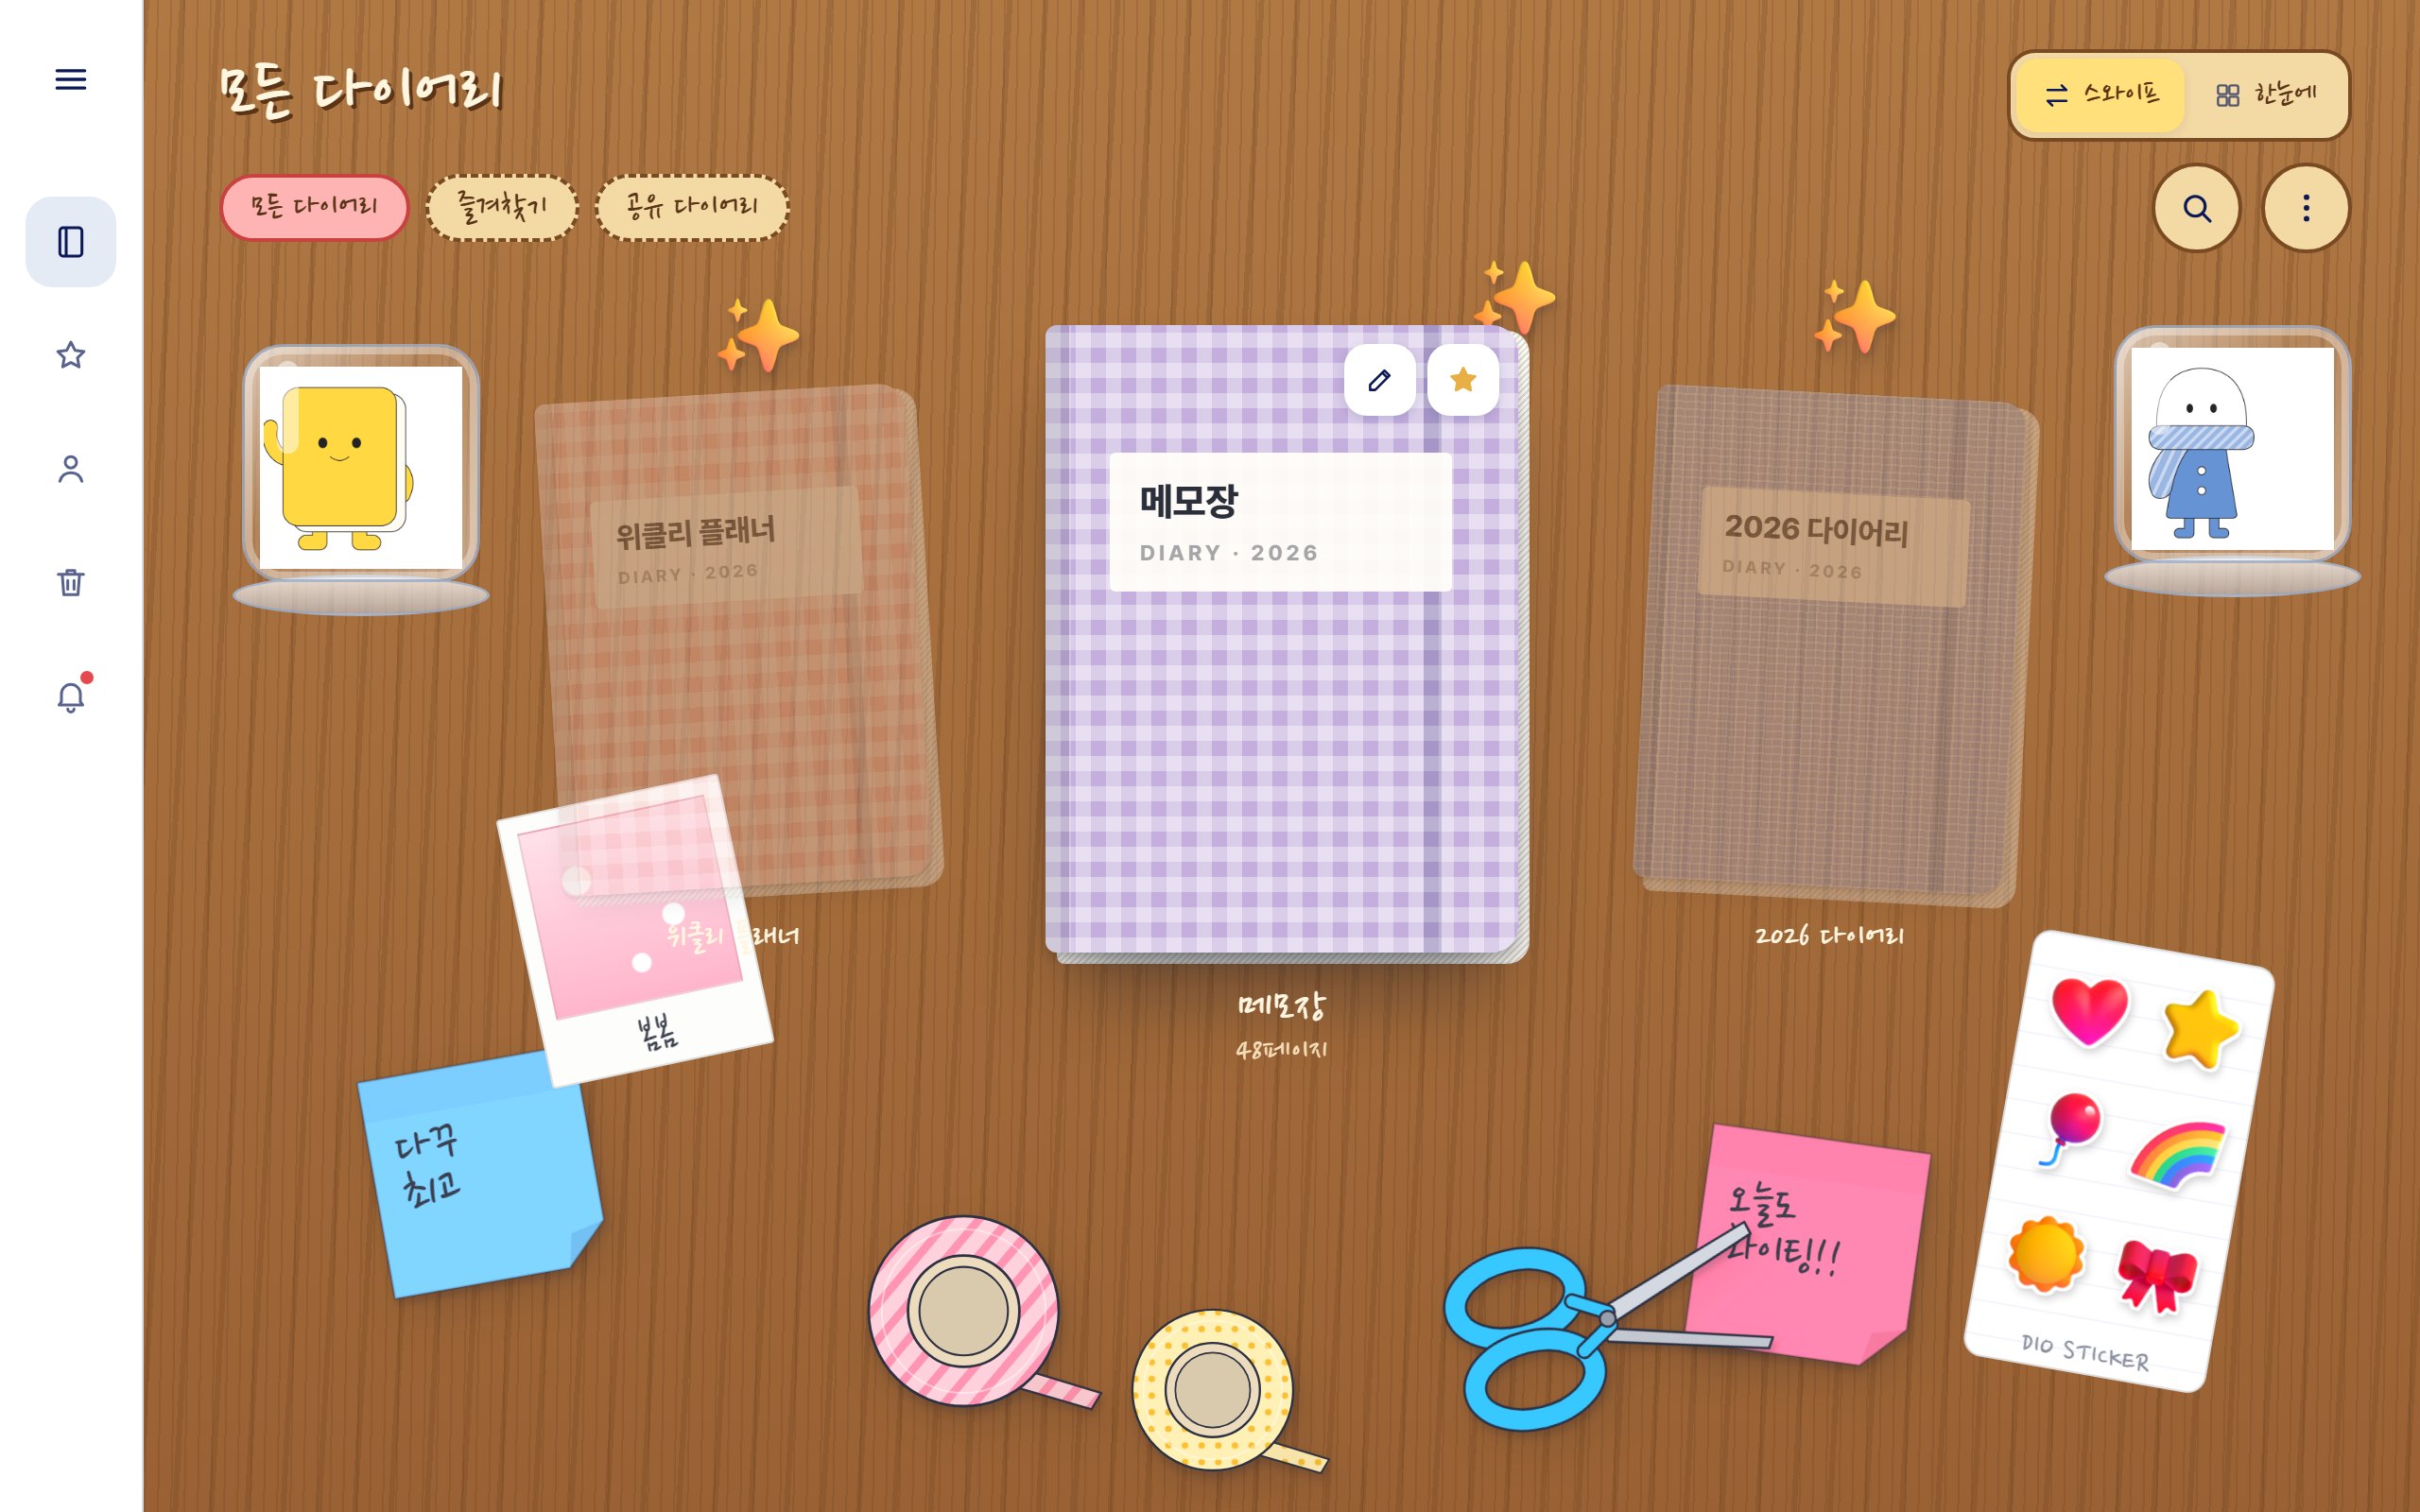 모든 다이어리
스와이프
한눈에
모든 다이어리
즐겨찾기
공유 다이어리
위클리 플래너
DIARY · 2026
메모장
DIARY · 2026
2026 다이어리
DIARY · 2026
위클리 플래너
2026 다이어리
메모장
48페이지
봄봄
다꾸
최고
오늘도
파이팅!!
DIO STICKER